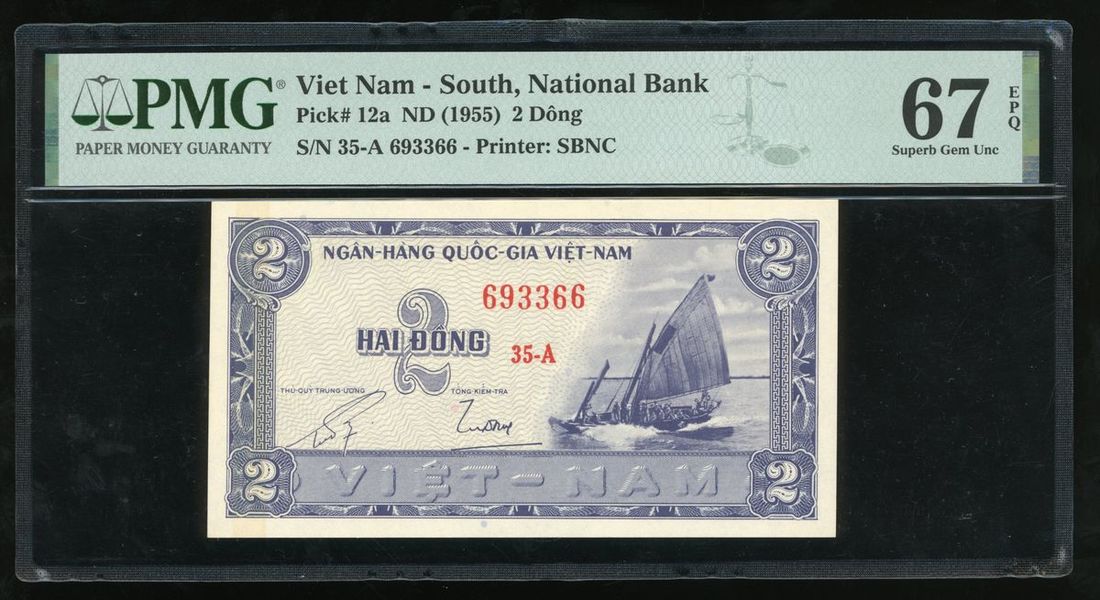 PMG®
PAPER MONEY GUARANTY
Viet Nam - South, National Bank
Pick# 12a ND (1955) 2 Dông
S/N 35-A 693366 - Printer: SBNC
67
EPQ
Superb Gem Unc
2
2
NGÂN-HÀNG QUỐC-GIA VIỆT-NAM
693366
2
HAI ĐỒNG
35-A
THỦ-QUỸ TRUNG-ƯƠNG
TỔNG KIỂM-TRA
2
VIỆT-NAM
2